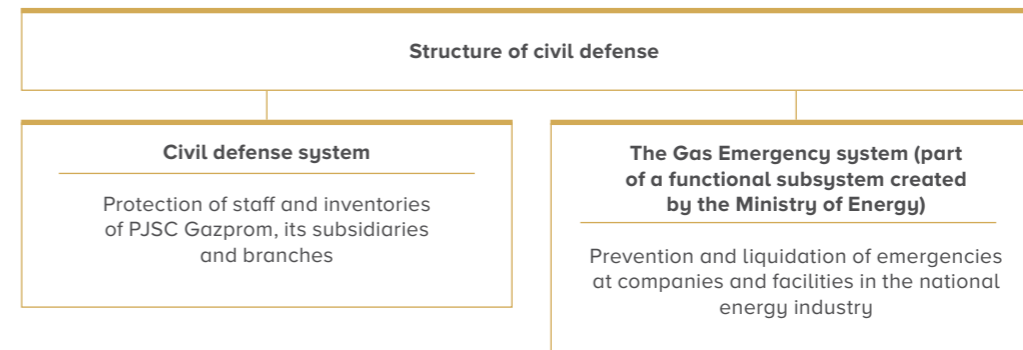 Structure of civil defense
Civil defense system
Protection of staff and inventories
of PJSC Gazprom, its subsidiaries
and branches
The Gas Emergency system (part
of a functional subsystem created
by the Ministry of Energy)
Prevention and liquidation of emergencies
at companies and facilities in the national
energy industry